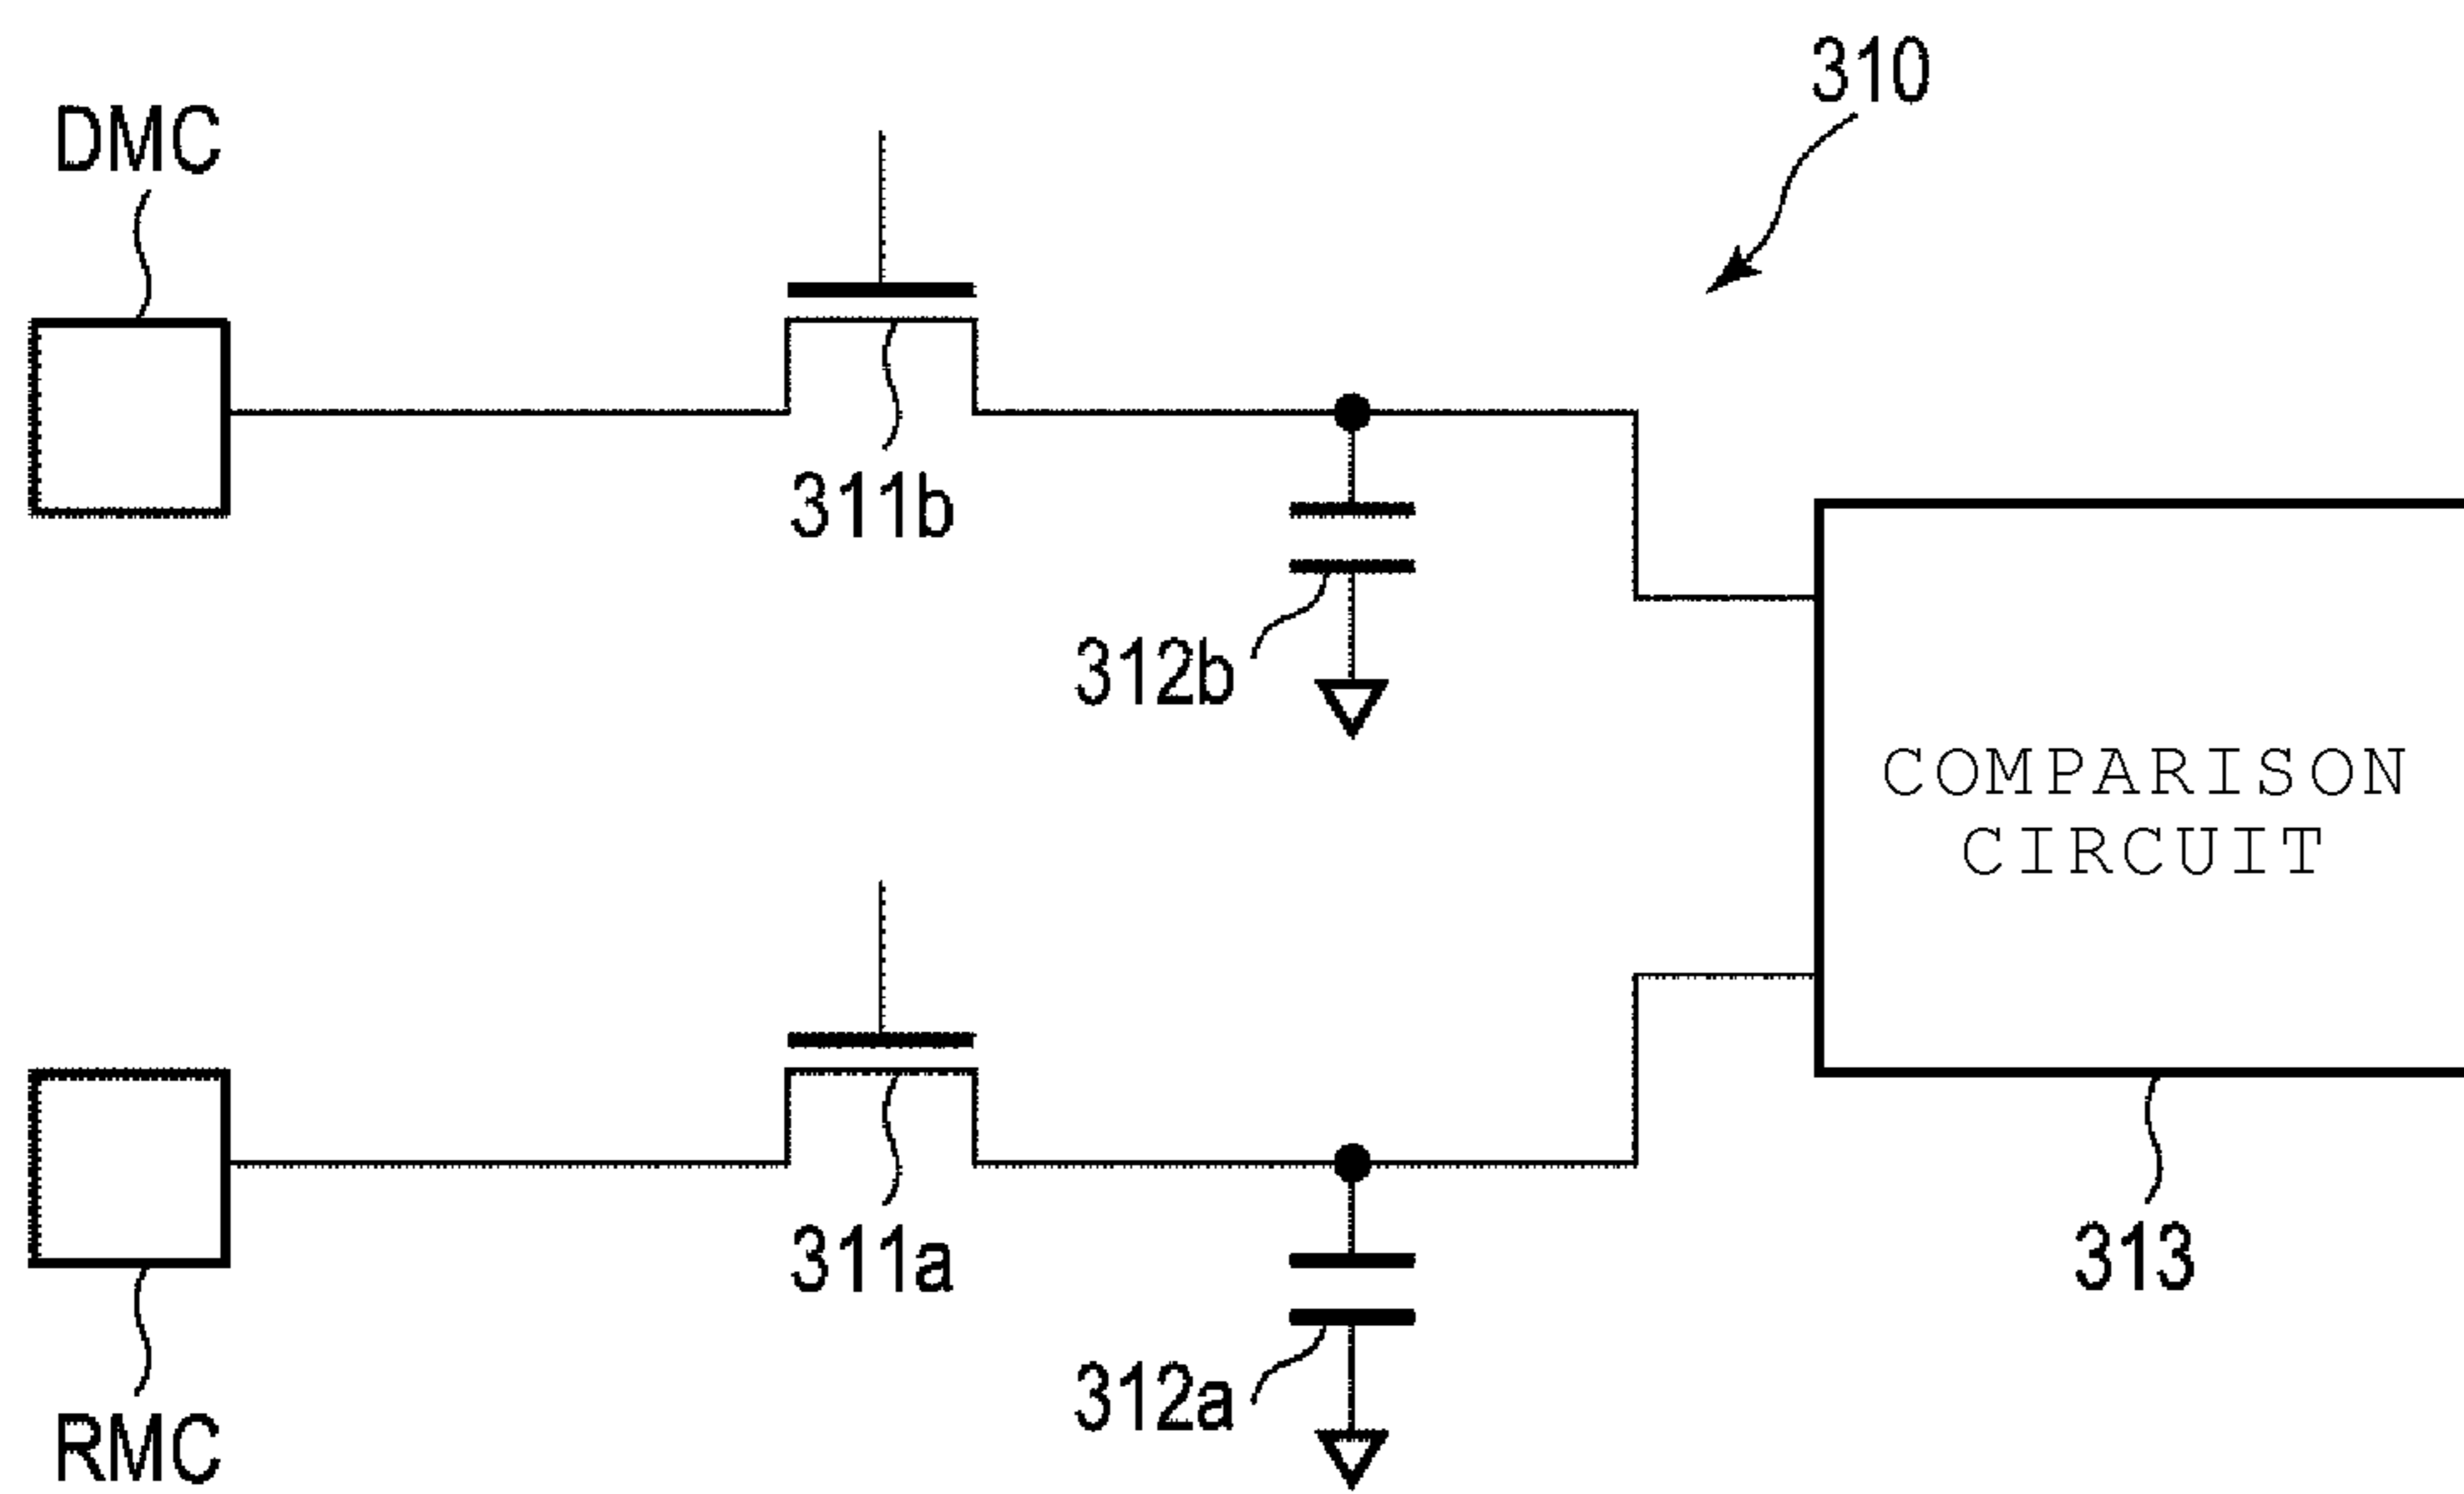 310
DMC
311b
312b
COMPARISON
CIRCUIT
311a
313
312a
RMC